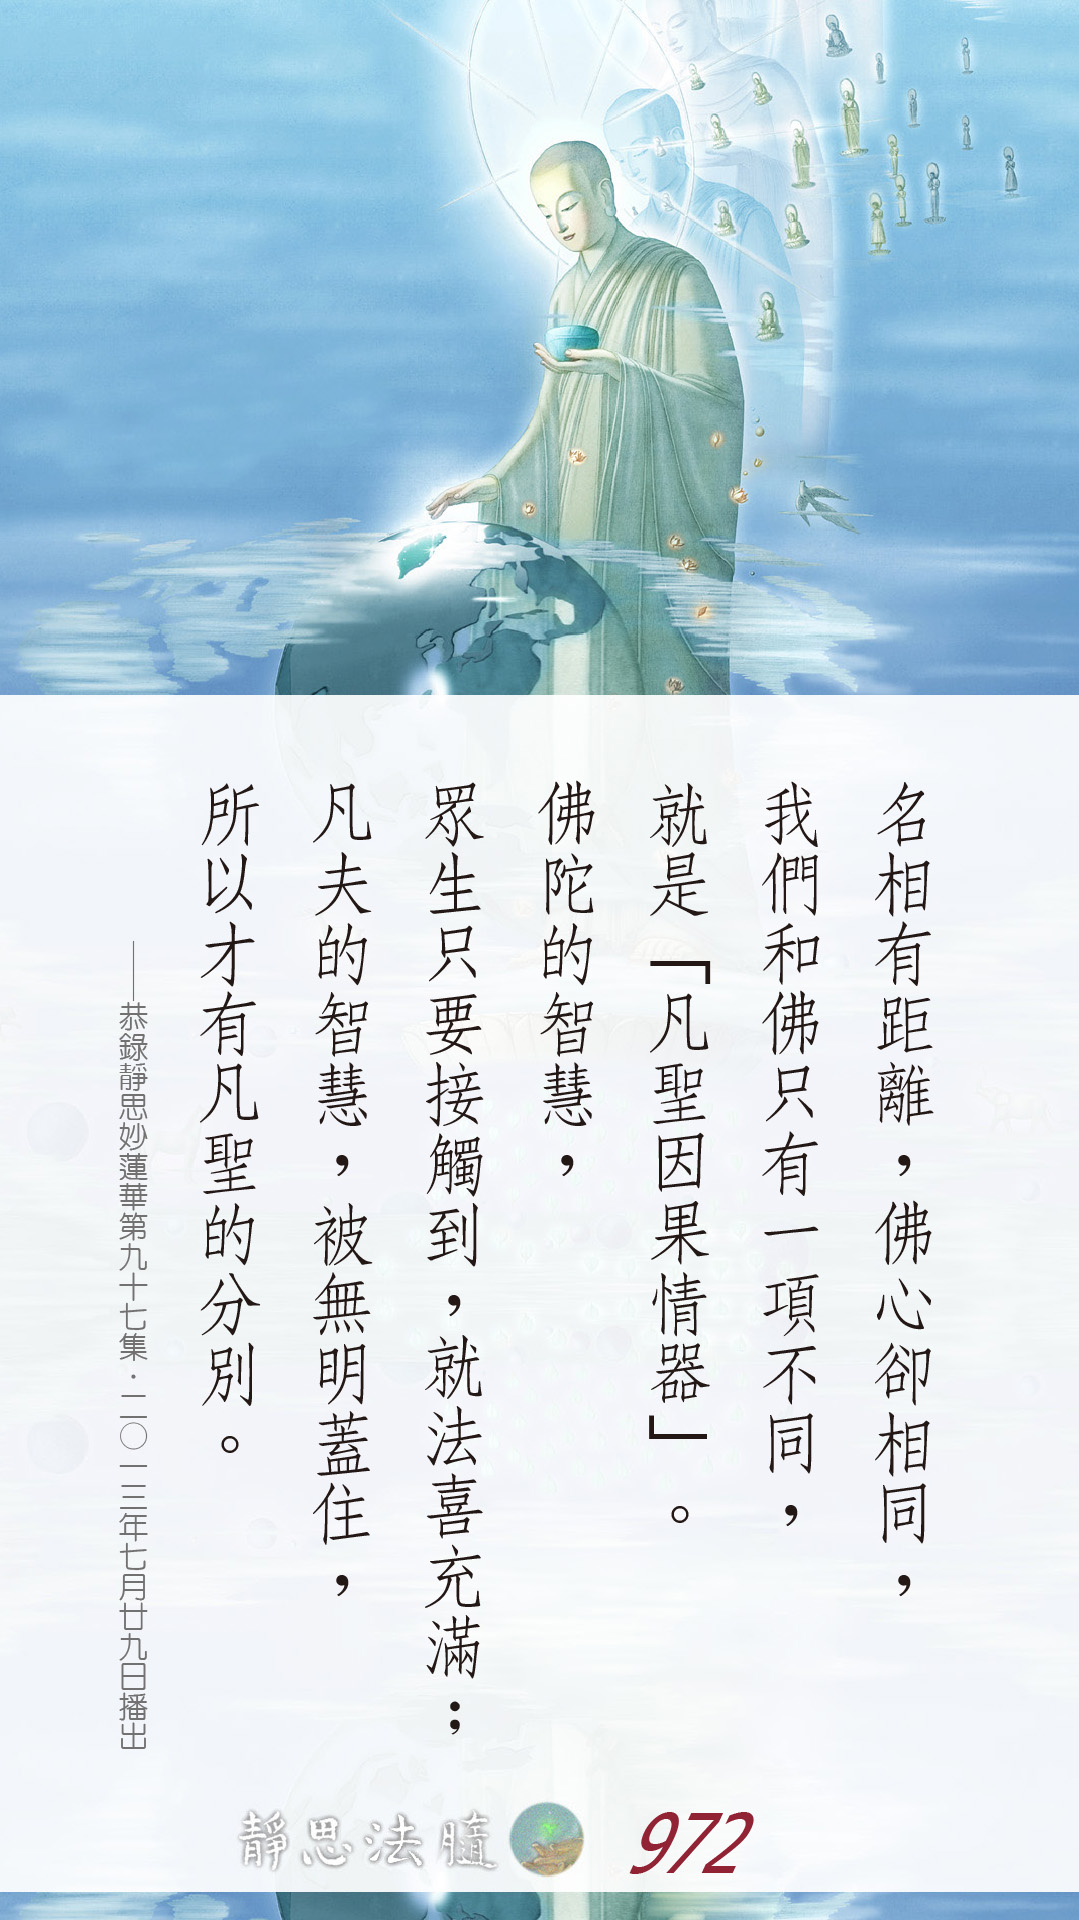 名相有距離，佛心卻相同，
我們和佛只有一項不同，
就是「凡聖因果情器」。
佛陀的智慧，
眾生只要接觸到，就法喜充滿；
凡夫的智慧，被無明蓋住，
所以才有凡聖的分別。
——恭錄靜思妙蓮華第九十七集·二〇一三年七月廿九日播出
靜思法髓
972